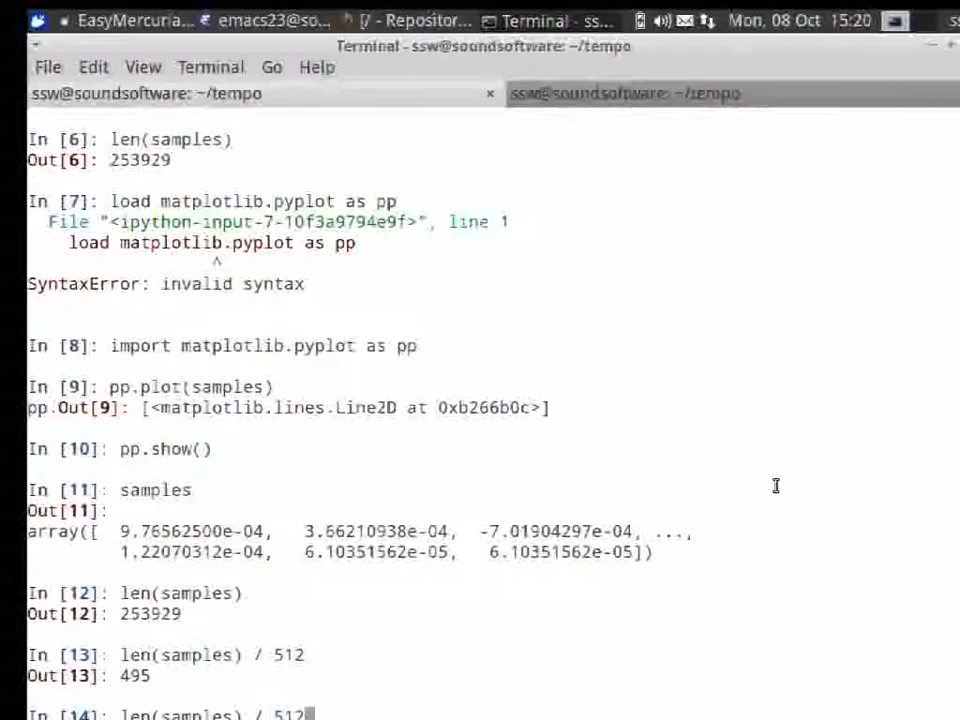 EasyMercuria... emacs23@so... [/ - Repositor... Terminal - ss... Mon, 08 Oct 15:20
Terminal - ssw@soundsoftware: ~/tempo
File Edit View Terminal Go Help
ssw@soundsoftware: ~/tempo × ssw@soundsoftware: ~/tempo
In [6]: len(samples)
Out[6]: 253929
In [7]: load matplotlib.pyplot as pp
File "<ipython-input-7-10f3a9794e9f>", line 1
load matplotlib.pyplot as pp
^
SyntaxError: invalid syntax
In [8]: import matplotlib.pyplot as pp
In [9]: pp.plot(samples)
pp.Out[9]: [<matplotlib.lines.Line2D at 0xb266b0c>]
In [10]: pp.show()
In [11]: samples
Out[11]:
array([ 9.76562500e-04, 3.66210938e-04, -7.01904297e-04, ...,
1.22070312e-04, 6.10351562e-05, 6.10351562e-05])
In [12]: len(samples)
Out[12]: 253929
In [13]: len(samples) / 512
Out[13]: 495
In [14]: len(samples) / 512